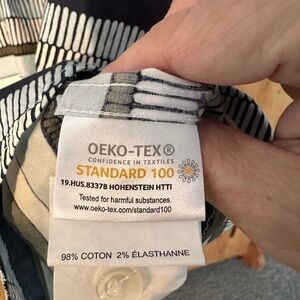 OEKO-TEX®
CONFIDENCE IN TEXTILES
STANDARD 100
19.HUS.83378 HOHENSTEIN HTTI
Tested for harmful substances.
www.oeko-tex.com/standard100
98% COTON 2% ÉLASTHANNE